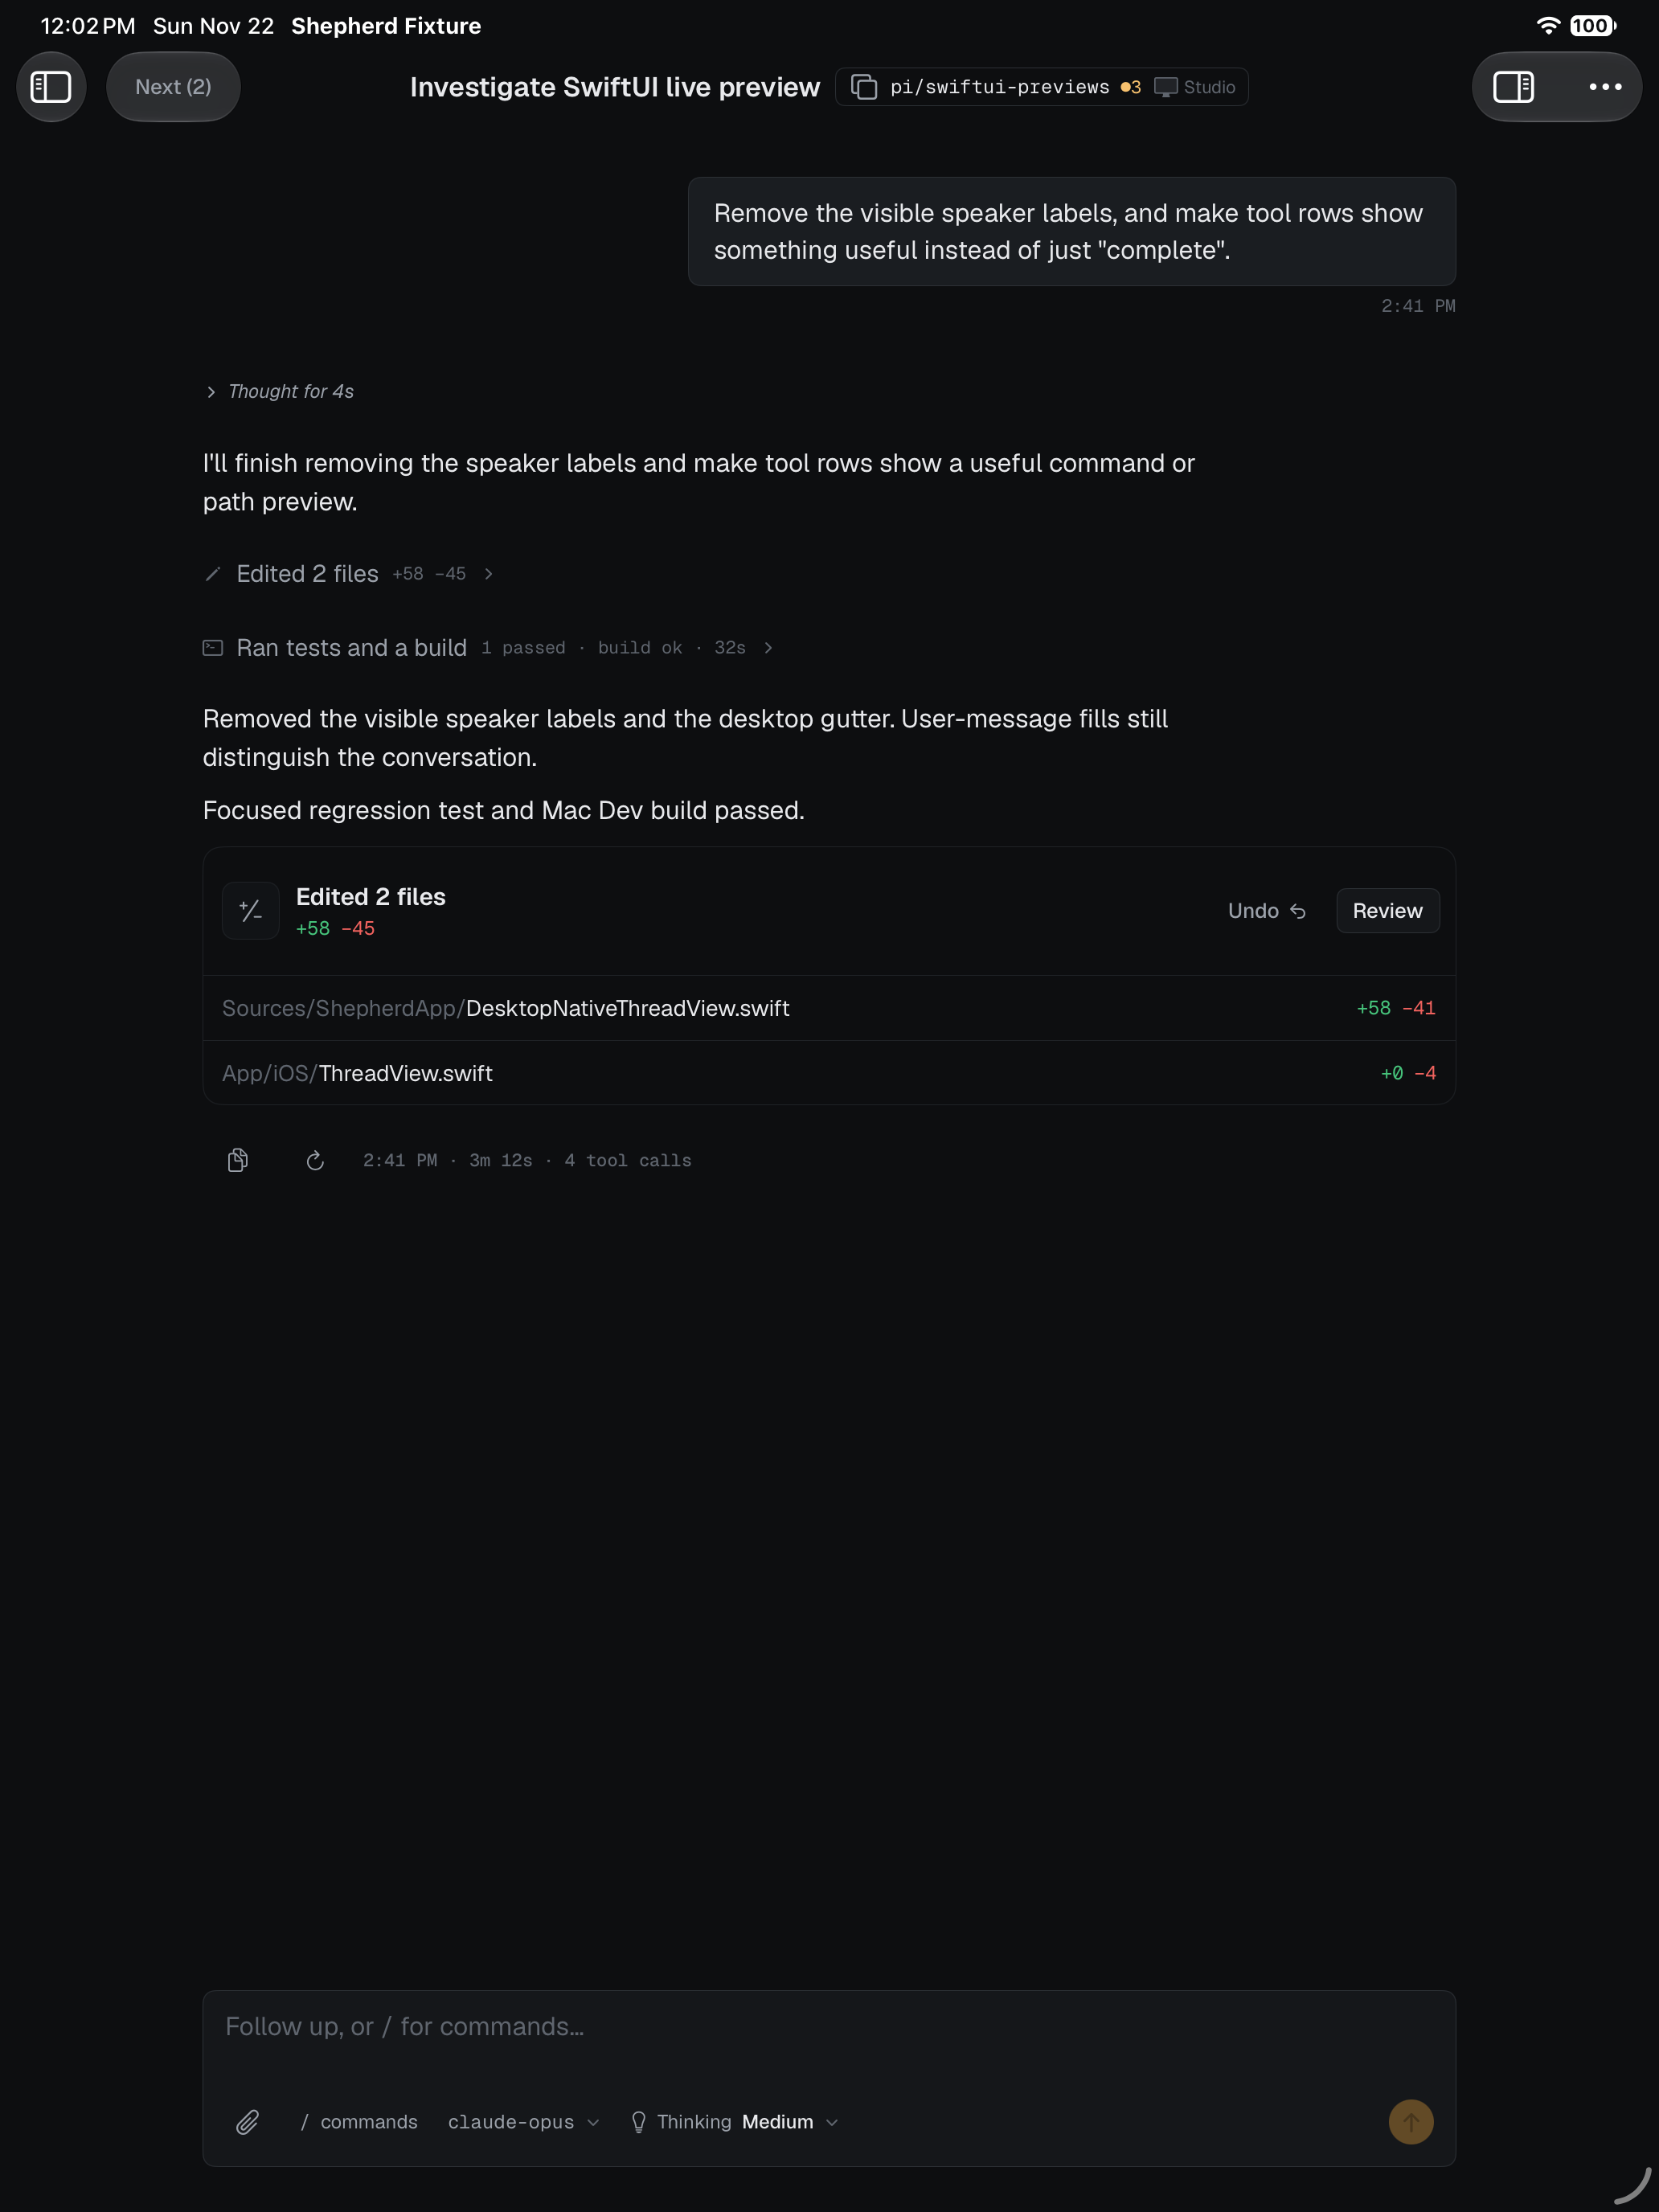 12:02 PM Sun Nov 22 Shepherd Fixture
100
Next (2)
Investigate SwiftUI live preview
pi/swiftui-previews 3 Studio
Remove the visible speaker labels, and make tool rows show
something useful instead of just "complete".
2:41 PM
Thought for 4s
I'll finish removing the speaker labels and make tool rows show a useful command or
path preview.
Edited 2 files +58 −45
Ran tests and a build 1 passed · build ok · 32s
Removed the visible speaker labels and the desktop gutter. User-message fills still
distinguish the conversation.
Focused regression test and Mac Dev build passed.
Edited 2 files
+58 −45
Undo
Review
Sources/ShepherdApp/DesktopNativeThreadView.swift +58 −41
App/iOS/ThreadView.swift +0 −4
2:41 PM · 3m 12s · 4 tool calls
Follow up, or / for commands…
/ commands claude-opus Thinking Medium